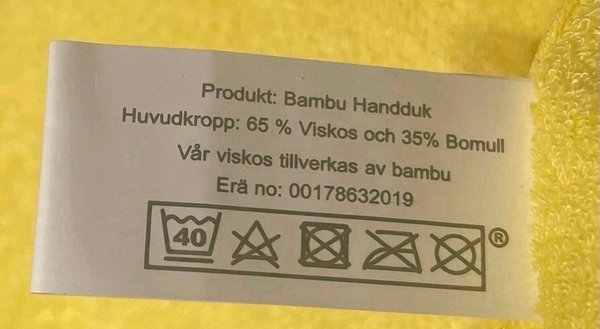 Produkt: Bambu Handduk
Huvudkropp: 65 % Viskos och 35% Bomull
Vår viskos tillverkas av bambu
Erä no: 00178632019
40 ®